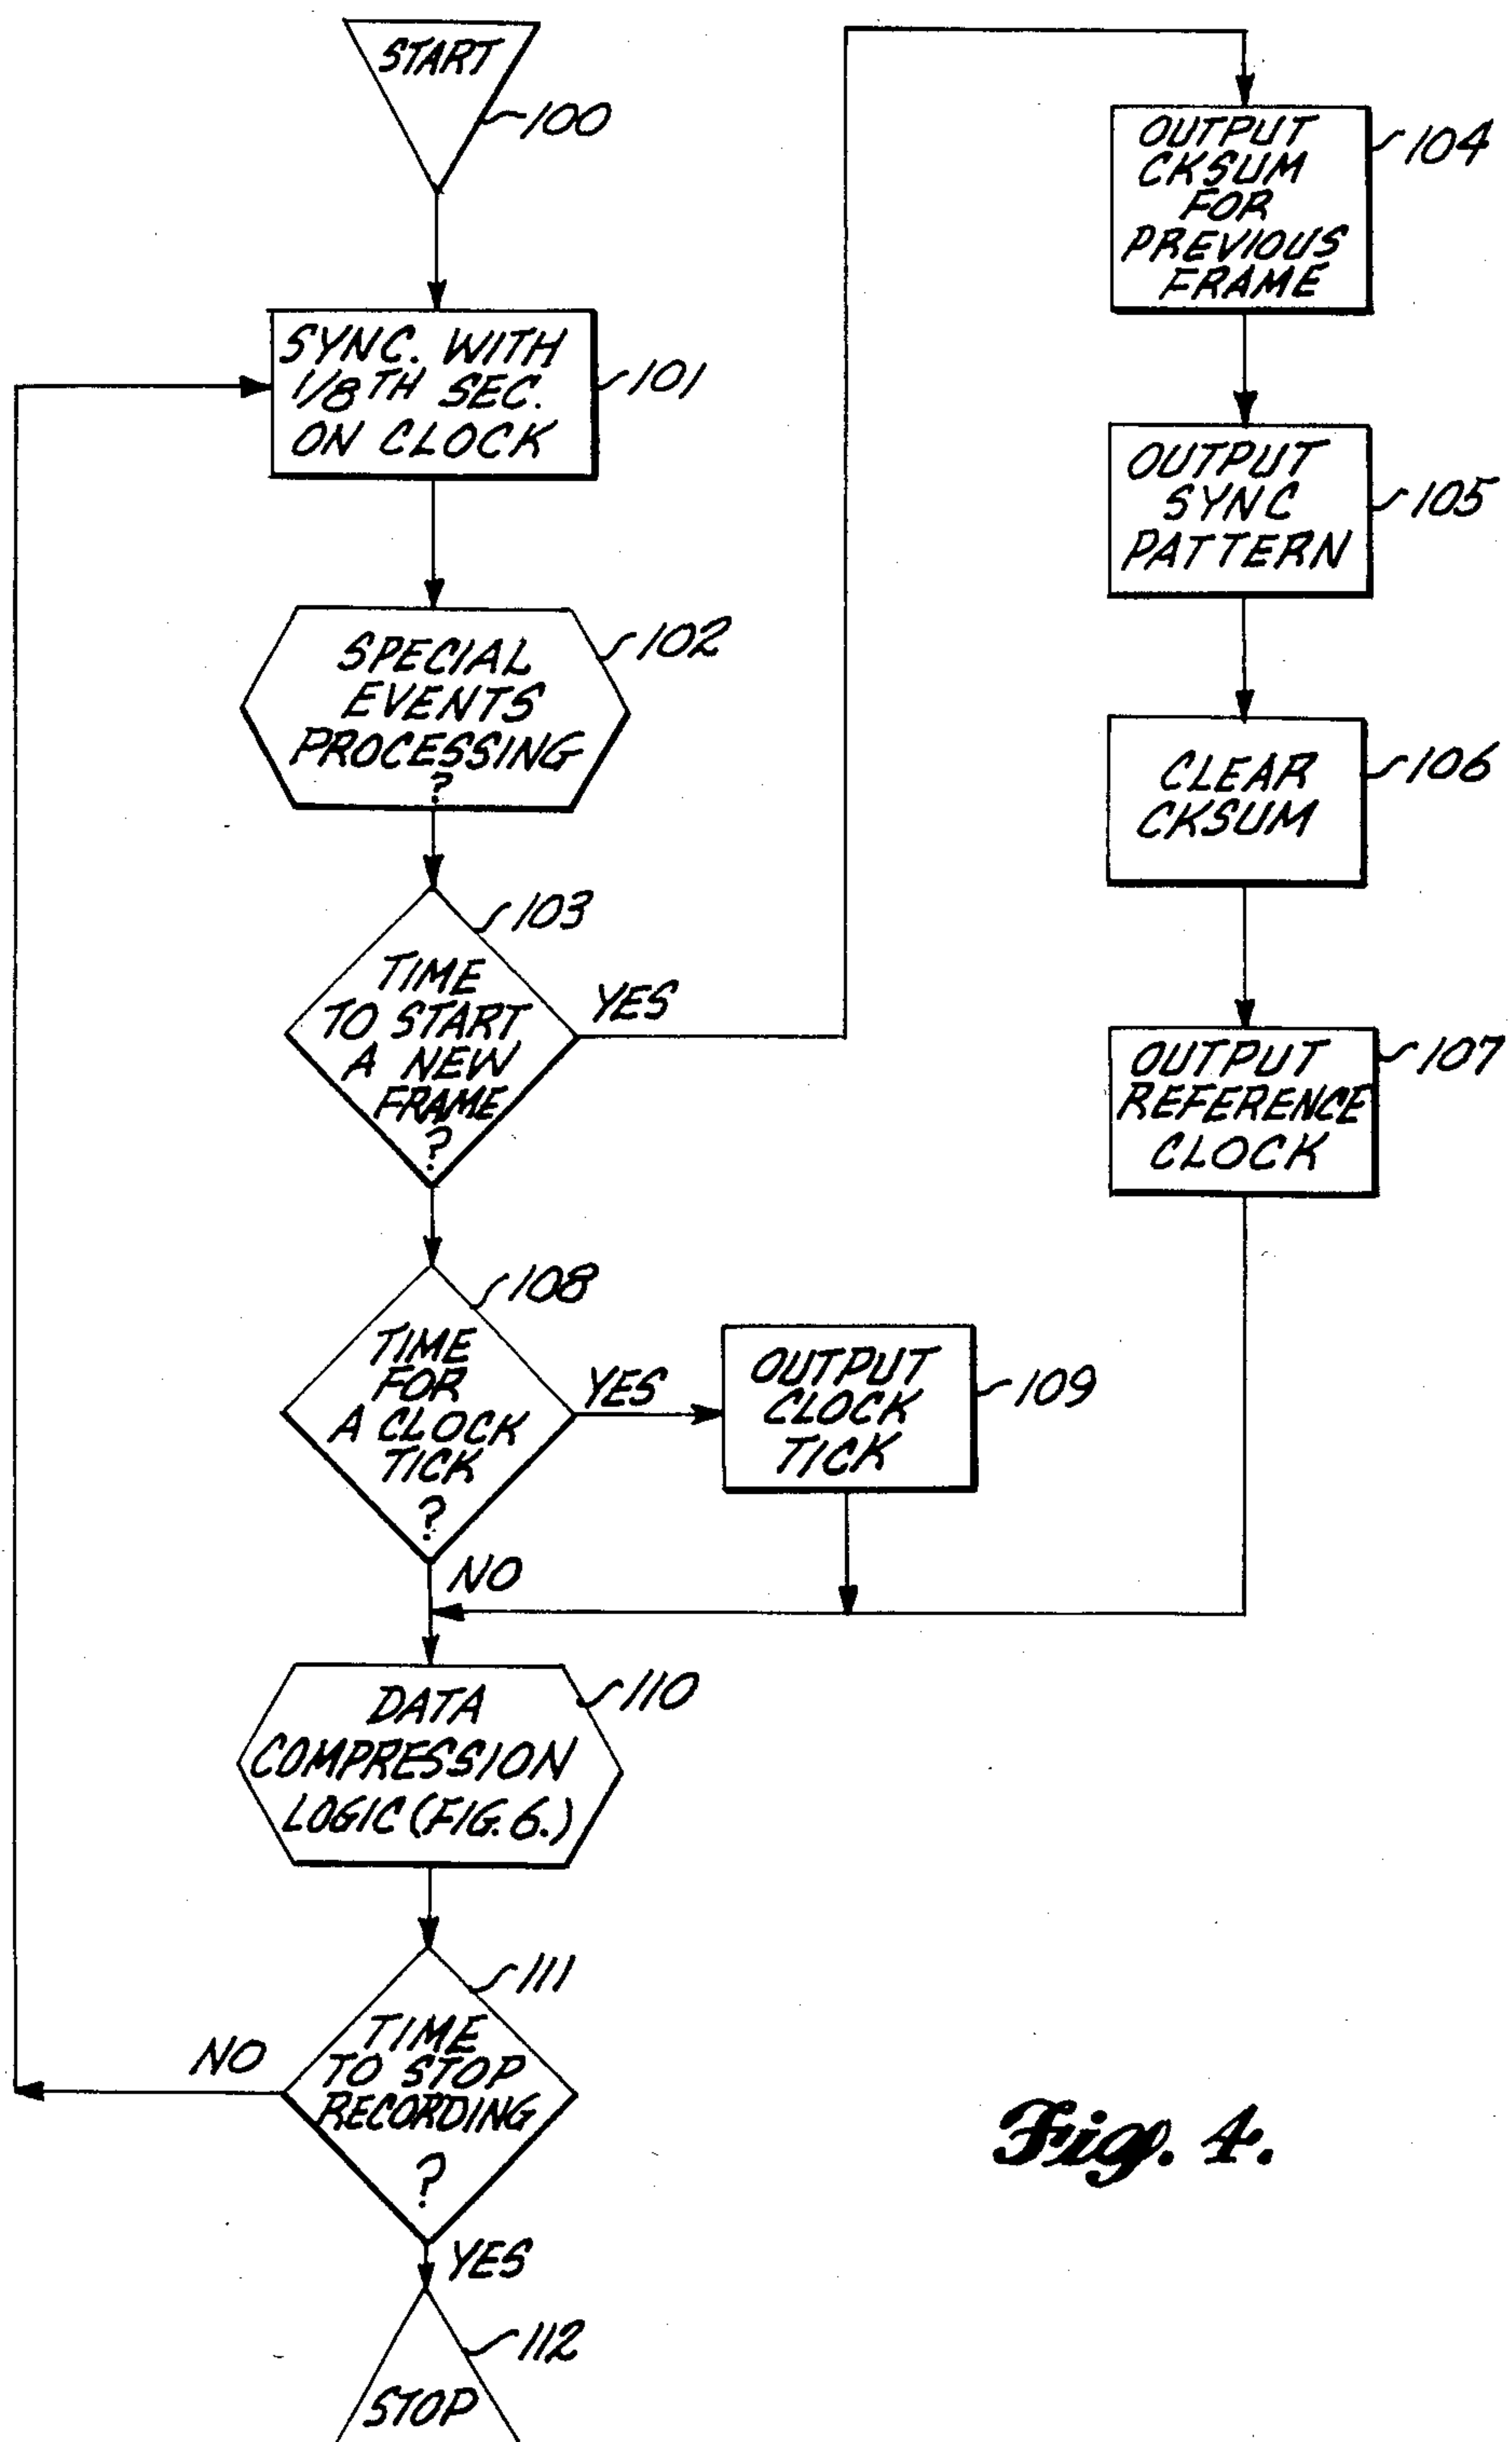 START
100
SYNC. WITH
1/8TH SEC.
ON CLOCK
101
SPECIAL
EVENTS
PROCESSING
?
102
103
TIME
TO START
A NEW
FRAME
?
YES
OUTPUT
CKSUM
FOR
PREVIOUS
FRAME
104
OUTPUT
SYNC
PATTERN
105
CLEAR
CKSUM
106
OUTPUT
REFERENCE
CLOCK
107
108
TIME
FOR
A CLOCK
TICK
?
YES
OUTPUT
CLOCK
TICK
109
NO
DATA
COMPRESSION
LOGIC (FIG. 6.)
110
111
TIME
TO STOP
RECORDING
?
NO
YES
112
STOP
Fig. 4.